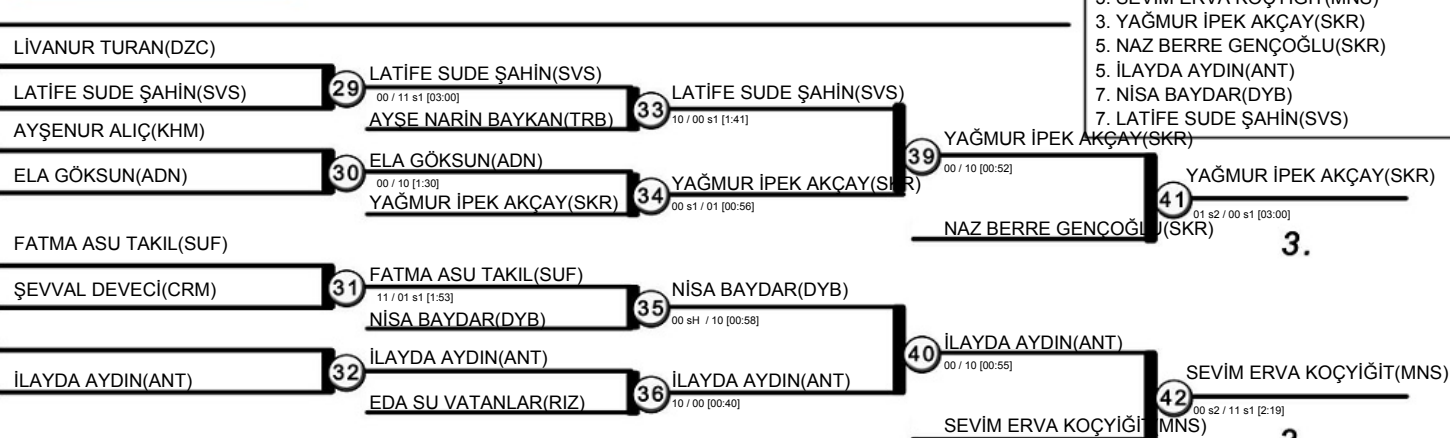 3. SEVİM ERVA KOÇYİĞİT(MNS)
3. YAĞMUR İPEK AKÇAY(SKR)
5. NAZ BERRE GENÇOĞLU(SKR)
5. İLAYDA AYDIN(ANT)
7. NİSA BAYDAR(DYB)
7. LATİFE SUDE ŞAHİN(SVS)
LİVANUR TURAN(DZC)
LATİFE SUDE ŞAHİN(SVS)
29
LATİFE SUDE ŞAHİN(SVS)
00 / 11 s1 [03:00]
AYŞE NARİN BAYKAN(TRB)
33
LATİFE SUDE ŞAHİN(SVS)
10 / 00 s1 [1:41]
AYŞENUR ALIÇ(KHM)
ELA GÖKSUN(ADN)
30
ELA GÖKSUN(ADN)
00 / 10 [1:30]
YAĞMUR İPEK AKÇAY(SKR)
34
YAĞMUR İPEK AKÇAY(SKR)
00 s1 / 01 [00:56]
39
YAĞMUR İPEK AKÇAY(SKR)
00 / 10 [00:52]
NAZ BERRE GENÇOĞLU(SKR)
41
YAĞMUR İPEK AKÇAY(SKR)
01 s2 / 00 s1 [03:00]
3.
FATMA ASU TAKIL(SUF)
ŞEVVAL DEVECİ(CRM)
31
FATMA ASU TAKIL(SUF)
11 / 01 s1 [1:53]
NİSA BAYDAR(DYB)
35
NİSA BAYDAR(DYB)
00 sH / 10 [00:58]
İLAYDA AYDIN(ANT)
32
İLAYDA AYDIN(ANT)
EDA SU VATANLAR(RIZ)
36
İLAYDA AYDIN(ANT)
10 / 00 [00:40]
40
İLAYDA AYDIN(ANT)
00 / 10 [00:55]
SEVİM ERVA KOÇYİĞİT(MNS)
42
SEVİM ERVA KOÇYİĞİT(MNS)
00 s2 / 11 s1 [2:19]